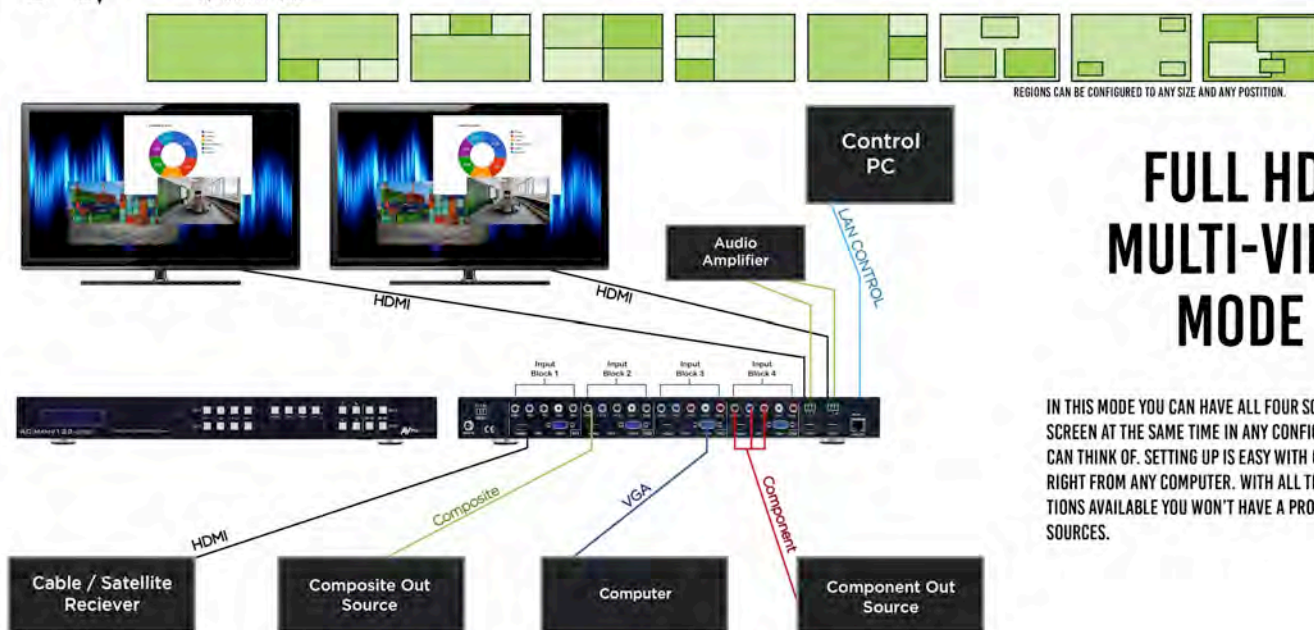 REGIONS CAN BE CONFIGURED TO ANY SIZE AND ANY POSTITION.
Control
PC
Audio
Amplifier
LAN CONTROL
HDMI
HDMI
FULL HD
MULTI-VI
MODE
Input
Block 1
Input
Block 2
Input
Block 3
Input
Block 4
IN THIS MODE YOU CAN HAVE ALL FOUR SO
SCREEN AT THE SAME TIME IN ANY CONFIG
CAN THINK OF. SETTING UP IS EASY WITH
RIGHT FROM ANY COMPUTER. WITH ALL TH
TIONS AVAILABLE YOU WON'T HAVE A PRO
SOURCES.
HDMI
Composite
VGA
Component
Cable / Satellite
Reciever
Composite Out
Source
Computer
Component Out
Source